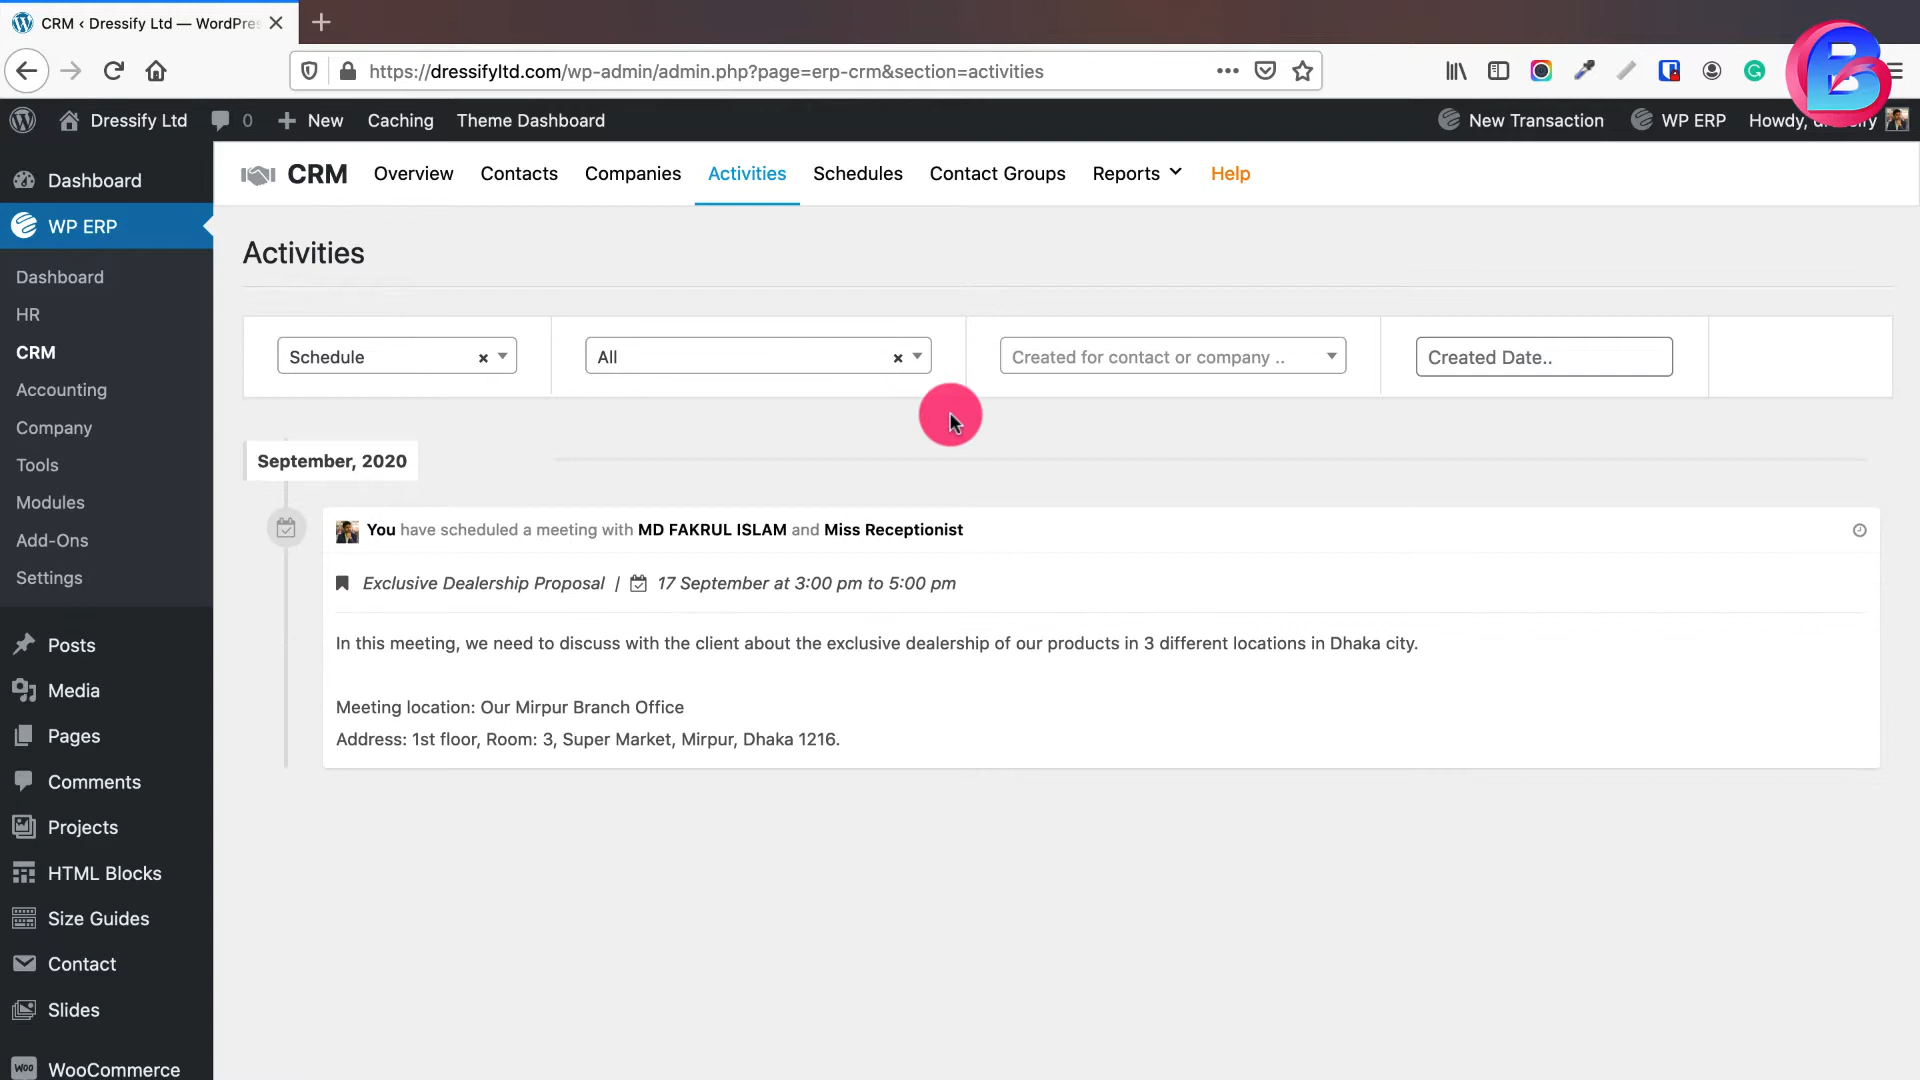 CRM ‹ Dressify Ltd — WordPre
https://dressifyltd.com/wp-admin/admin.php?page=erp-crm&section=activities
Dressify Ltd
0
New
Caching
Theme Dashboard
New Transaction
WP ERP
Howdy,
Dashboard
WP ERP
Dashboard
HR
CRM
Accounting
Company
Tools
Modules
Add-Ons
Settings
Posts
Media
Pages
Comments
Projects
HTML Blocks
Size Guides
Contact
Slides
WooCommerce
CRM
Overview
Contacts
Companies
Activities
Schedules
Contact Groups
Reports
Help
Activities
Schedule
All
Created for contact or company ..
Created Date..
September, 2020
You have scheduled a meeting with MD FAKRUL ISLAM and Miss Receptionist
Exclusive Dealership Proposal | 17 September at 3:00 pm to 5:00 pm
In this meeting, we need to discuss with the client about the exclusive dealership of our products in 3 different locations in Dhaka city.
Meeting location: Our Mirpur Branch Office
Address: 1st floor, Room: 3, Super Market, Mirpur, Dhaka 1216.